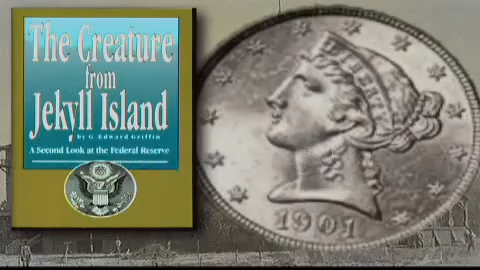 The Creature
from
Jekyll Island
by G. Edward Griffin
A Second Look at the Federal Reserve
LIBERTY
1901